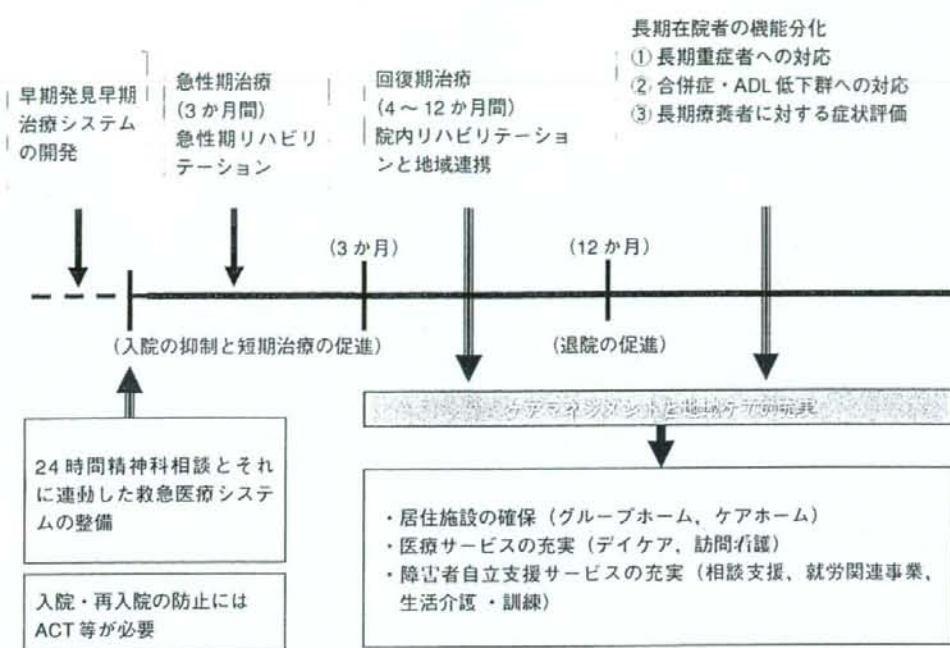 早期発見早期
治療システム
の開発
急性期治療
(3か月間)
急性期リハビリ
テーション
回復期治療
(4～12か月間)
院内リハビリテーショ
ンと地域連携
長期在院者の機能分化
① 長期重症者への対応
② 合併症・ADL低下群への対応
③ 長期療養者に対する症状評価
(3か月)
(12か月)
(入院の抑制と短期治療の促進)
(退院の促進)
ケアマネジメントと地域ケアの充実
24時間精神科相談とそれ
に連動した救急医療システ
ムの整備
入院・再入院の防止には
ACT等が必要
・居住施設の確保（グループホーム、ケアホーム）
・医療サービスの充実（デイケア、訪問看護）
・障害者自立支援サービスの充実（相談支援、就労関連事業、
生活介護・訓練）